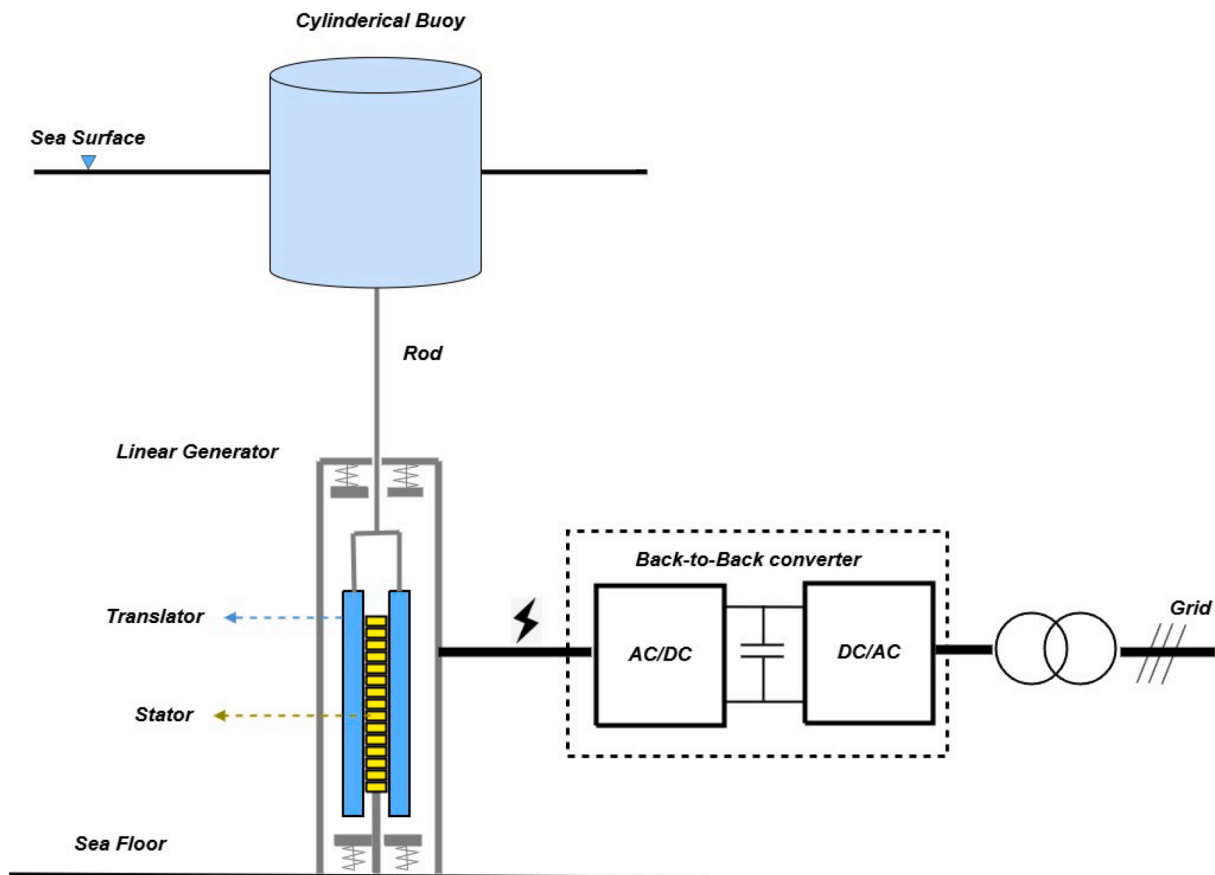 Cylinderical Buoy
Sea Surface
Rod
Linear Generator
Back-to-Back converter
Translator
AC/DC
DC/AC
Grid
Stator
Sea Floor